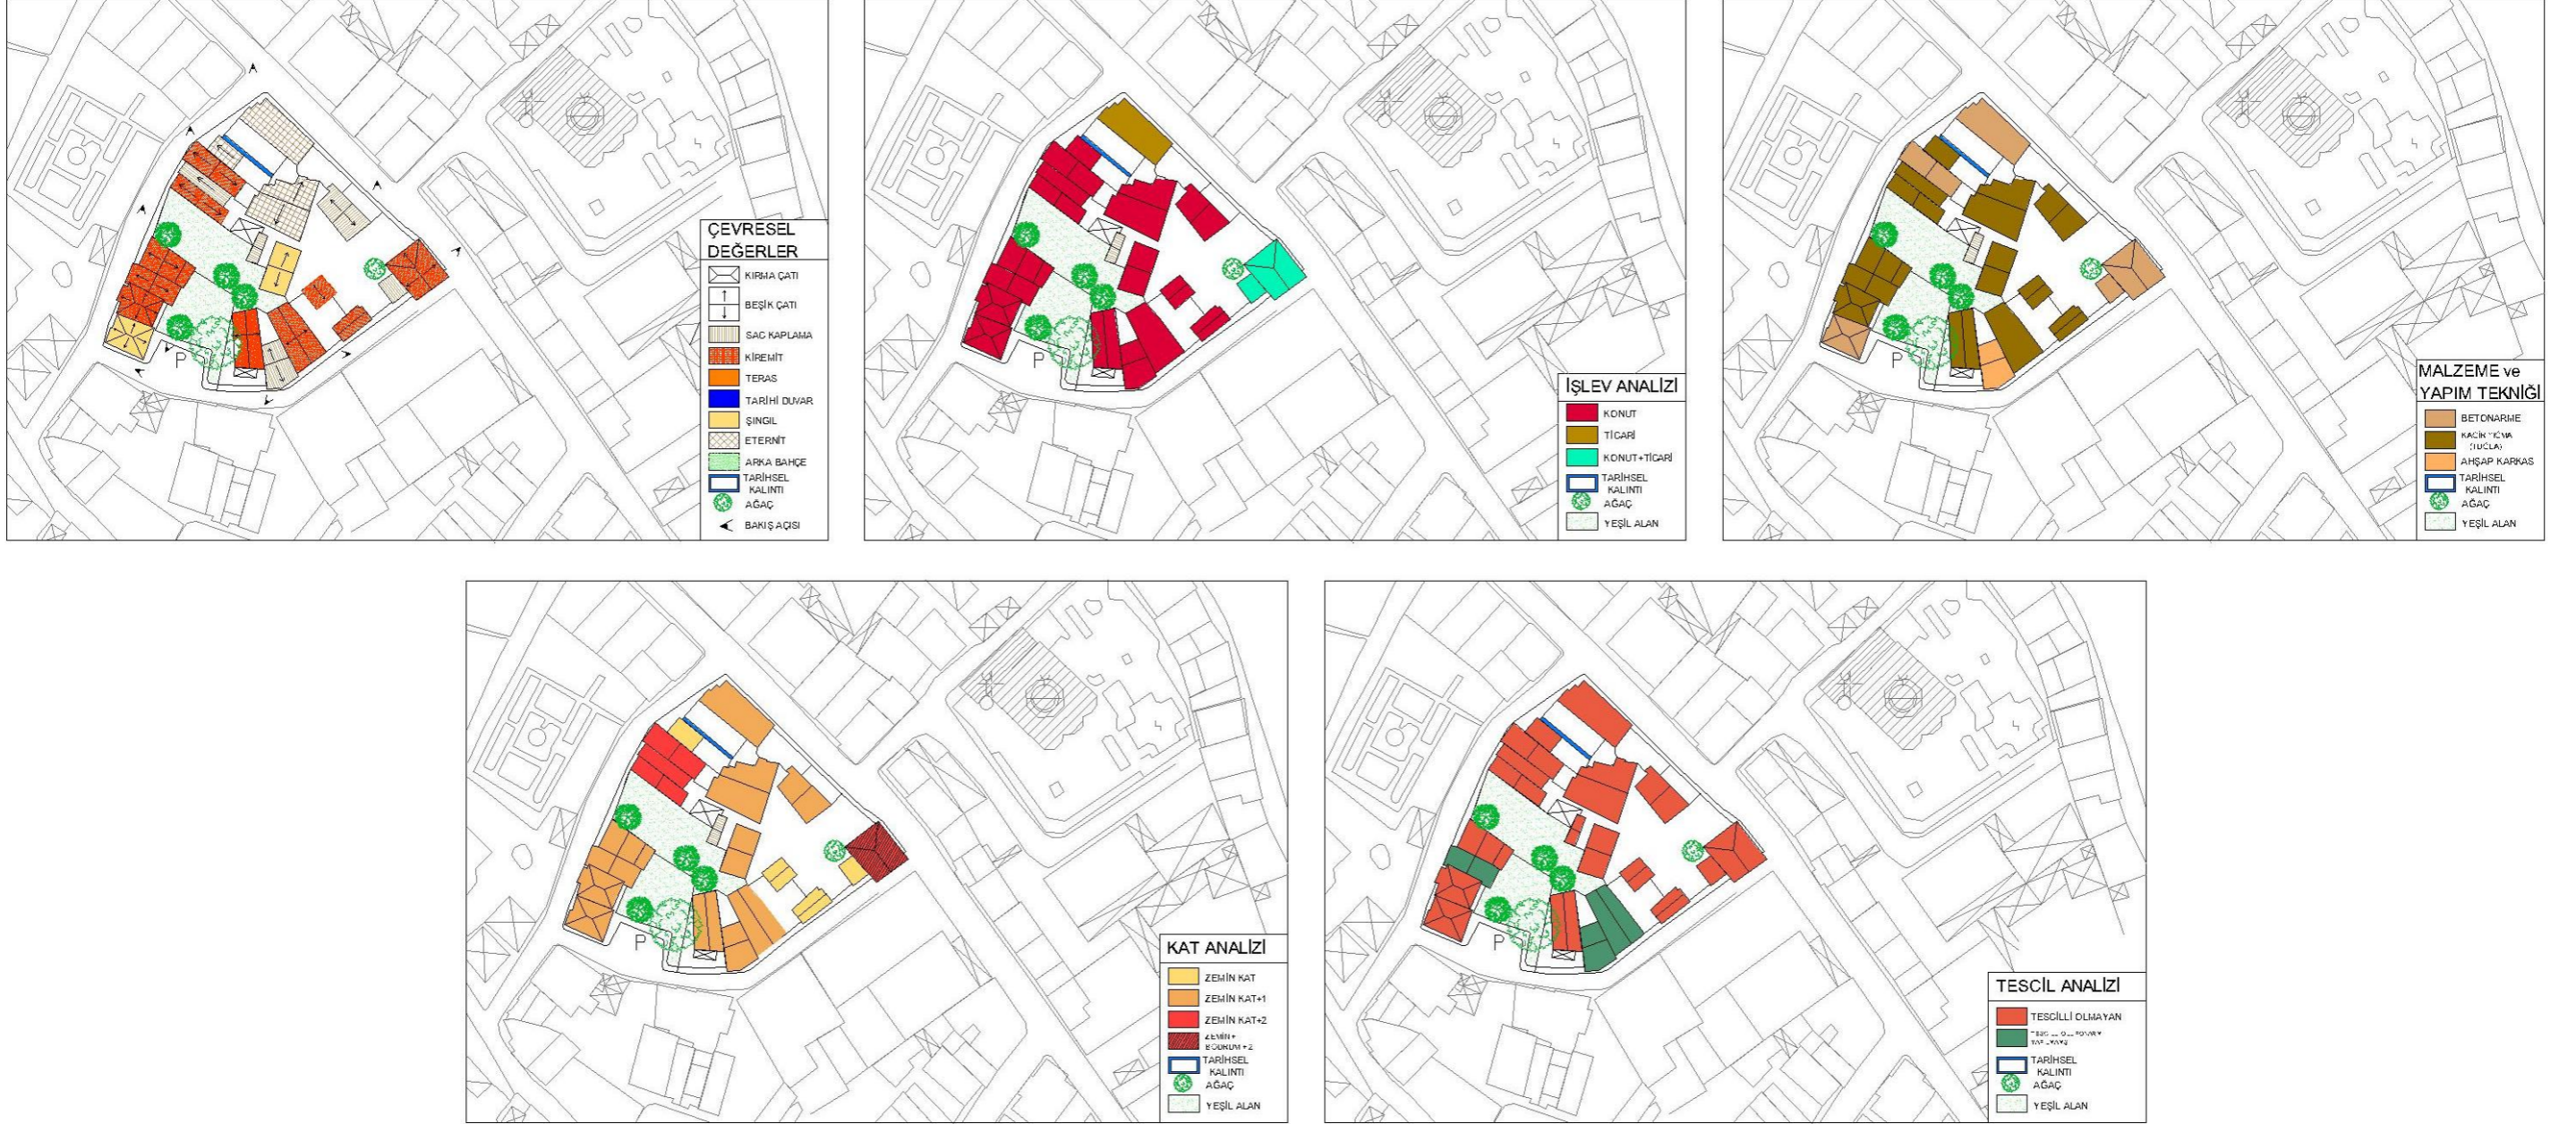 ÇEVRESEL
DEĞERLER
KIRMA ÇATI
BEŞİK ÇATI
SAC KAPLAMA
KİREMİT
TERAS
TARİHİ DUVAR
ŞINGIL
ETERNİT
ARKA BAHÇE
TARİHSEL
KALINTI
AĞAÇ
BAKIŞ AÇISI
P
İŞLEV ANALİZİ
KONUT
TİCARİ
KONUT+TİCARİ
TARİHSEL
KALINTI
AĞAÇ
YEŞİL ALAN
P
MALZEME ve
YAPIM TEKNİĞİ
BETONARME
(TUĞLA)
AHŞAP KARKAS
TARİHSEL
KALINTI
AĞAÇ
YEŞİL ALAN
P
KAT ANALİZİ
ZEMİN KAT
ZEMİN KAT+1
ZEMİN KAT+2
ZEMİN+
BODRUM+2
TARİHSEL
KALINTI
AĞAÇ
YEŞİL ALAN
P
TESCİL ANALİZİ
TESCİLLİ OLMAYAN
TARİHSEL
KALINTI
AĞAÇ
YEŞİL ALAN
P